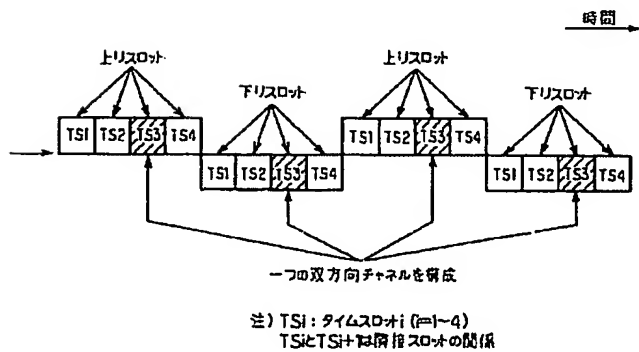 時間
上りスロット
上りスロット
下りスロット
下りスロット
TS1 TS2 TS3 TS4
TS1 TS2 TS3 TS4
TS1 TS2 TS3 TS4
TS1 TS2 TS3 TS4
一つの双方向チャネルを構成
注) TSi: タイムスロットi (i=1~4)
TSiとTSi+1は隣接スロットの関係